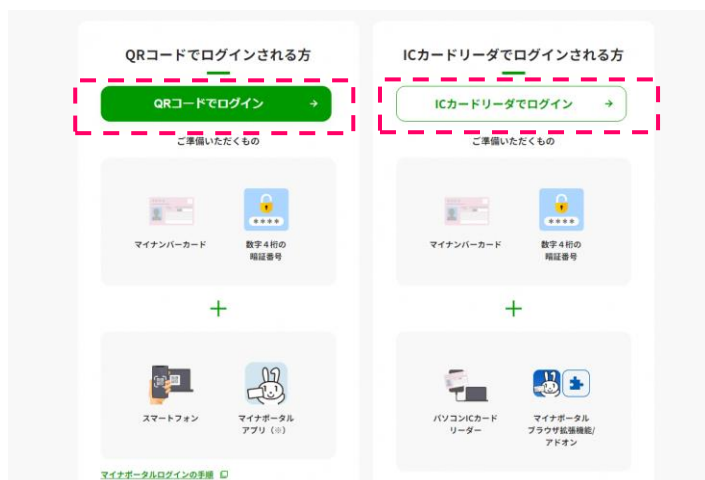 QRコードでログインされる方
QRコードでログイン →
ご準備いただくもの
マイナンバーカード
****
数字4桁の
暗証番号
+
スマートフォン
マイナポータル
アプリ（※）
マイナポータルログインの手順
ICカードリーダでログインされる方
ICカードリーダでログイン →
ご準備いただくもの
マイナンバーカード
****
数字4桁の
暗証番号
+
パソコンICカード
リーダー
マイナポータル
ブラウザ拡張機能/
アドオン